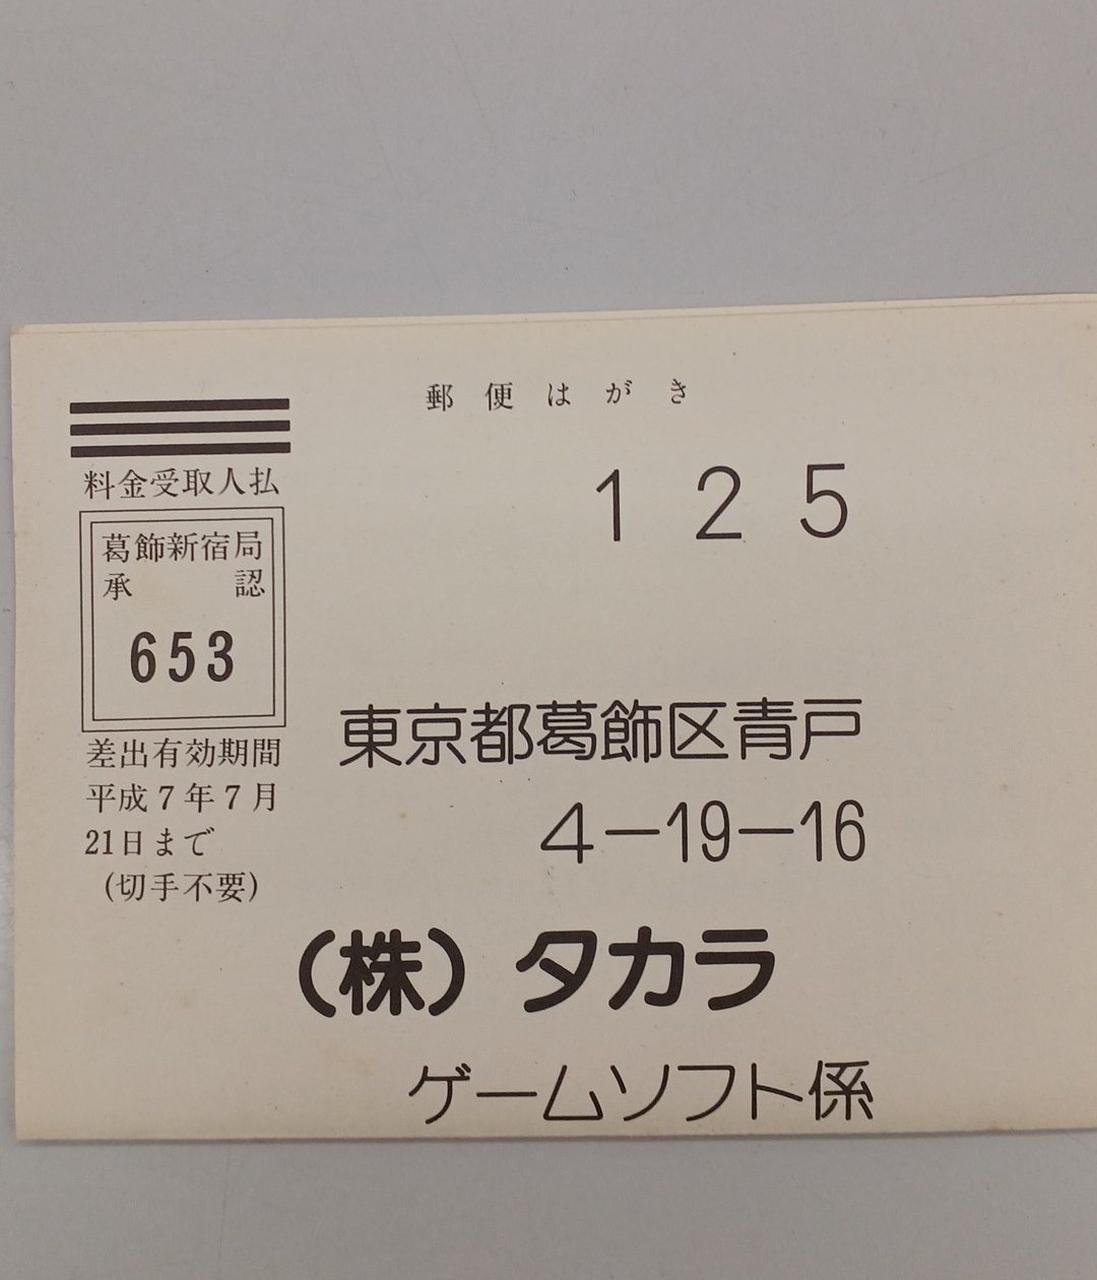 郵便はがき
料金受取人払
葛飾新宿局
承認
653
差出有効期間
平成7年7月
21日まで
(切手不要)
125
東京都葛飾区青戸
4-19-16
(株)タカラ
ゲームソフト係